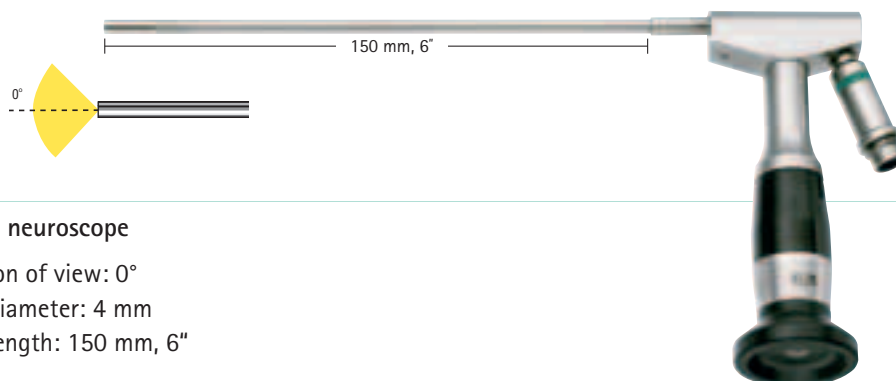 150 mm, 6"
0°
neuroscope
on of view: 0°
iameter: 4 mm
ength: 150 mm, 6"